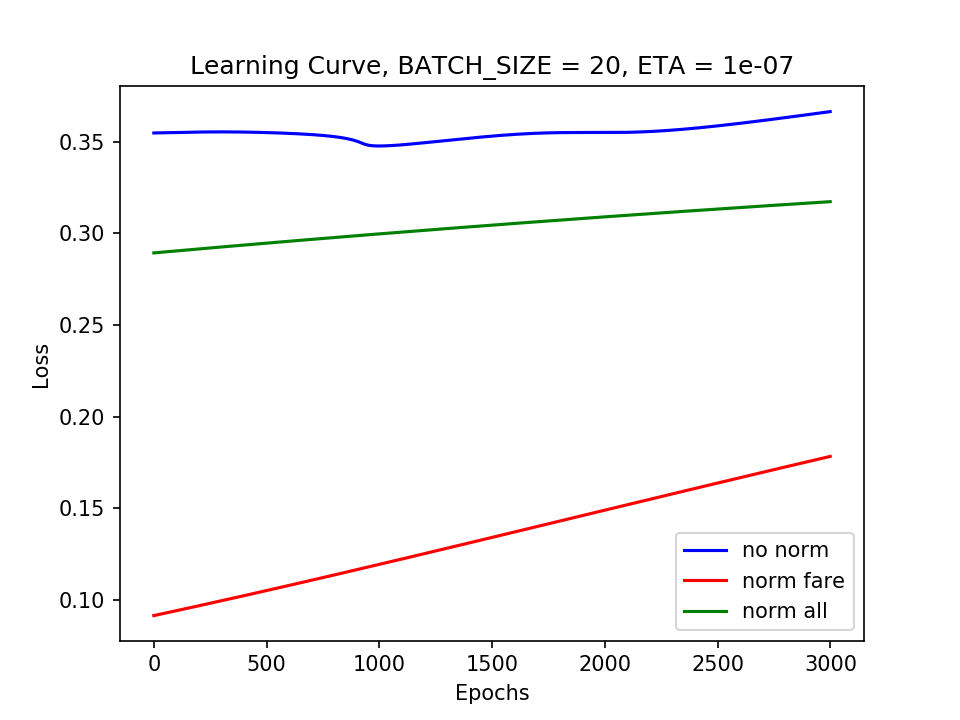 Learning Curve, BATCH_SIZE = 20, ETA = 1e-07
0.35
0.30
0.25
0.20
0.15
0.10
Loss
no norm
norm fare
norm all
0 500 1000 1500 2000 2500 3000
Epochs